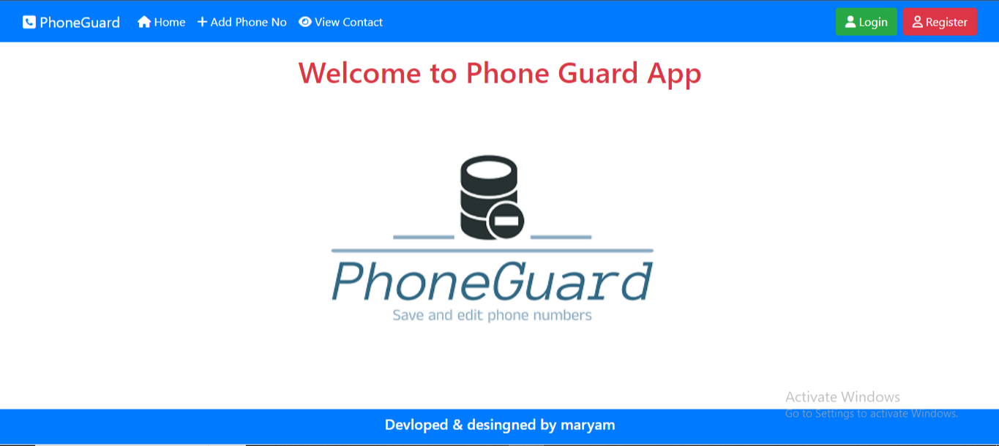 PhoneGuard Home Add Phone No View Contact Login Register
Welcome to Phone Guard App
PhoneGuard
Save and edit phone numbers
Activate Windows
Go to Settings to activate Windows.
Devloped & desingned by maryam